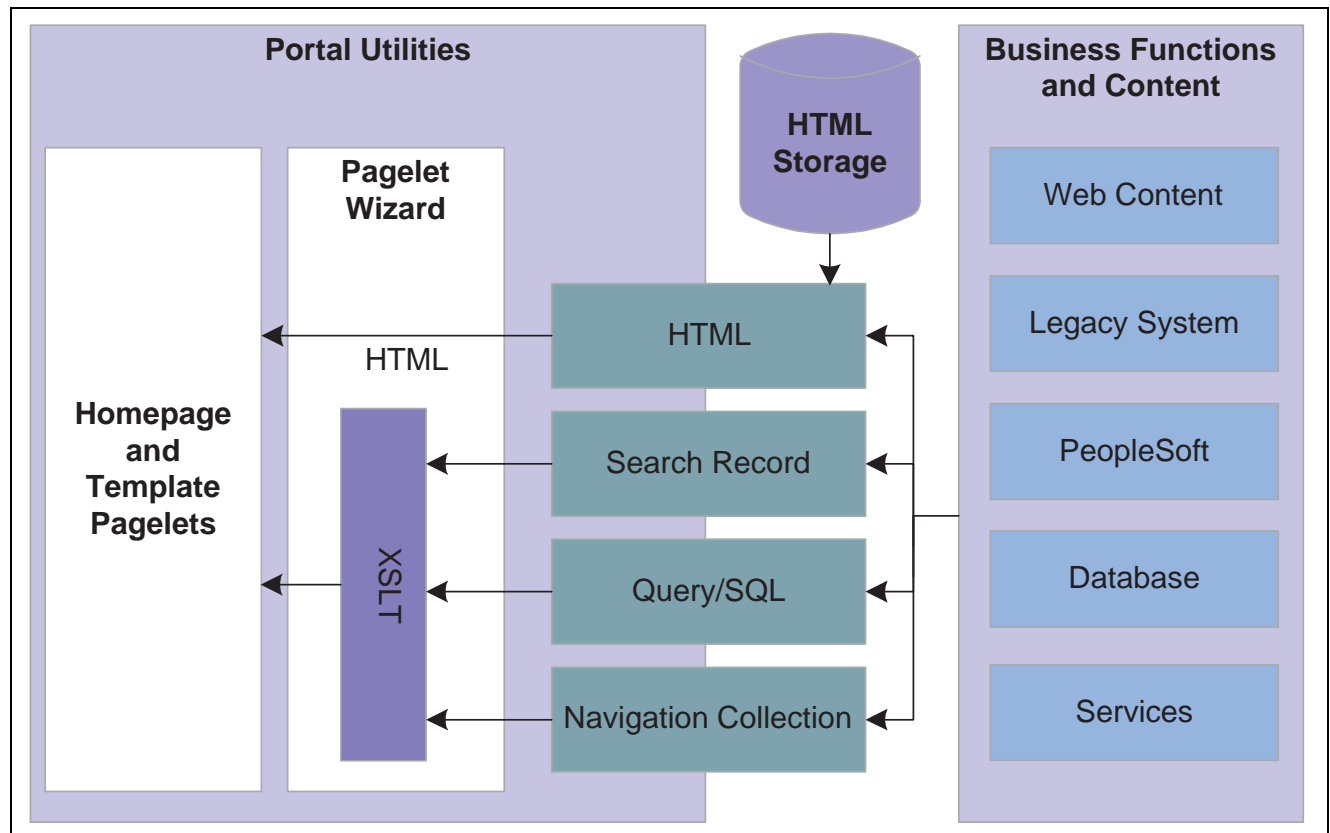 Portal Utilities
Homepage
and
Template
Pagelets
Pagelet
Wizard
HTML
XSLT
HTML
Storage
HTML
Search Record
Query/SQL
Navigation Collection
Business Functions
and Content
Web Content
Legacy System
PeopleSoft
Database
Services